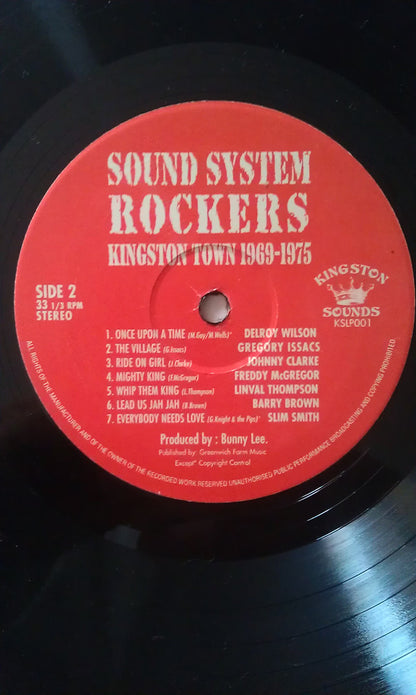 SOUND SYSTEM
ROCKERS
KINGSTON TOWN 1969-1975
KINGSTON
SOUNDS
KSLP001
SIDE 2
33 1/3 RPM
STEREO
1. ONCE UPON A TIME (M.Gay/M.Wells)* DELROY WILSON
2. THE VILLAGE (G.Isaacs) GREGORY ISSACS
3. RIDE ON GIRL (J.Clarke) JOHNNY CLARKE
4. MIGHTY KING (F.McGregor) FREDDY McGREGOR
5. WHIP THEM KING (L.Thompson) LINVAL THOMPSON
6. LEAD US JAH JAH (B.Brown) BARRY BROWN
7. EVERYBODY NEEDS LOVE (G.Knight & the Pips)* SLIM SMITH
Produced by : Bunny Lee.
Published by: Greenwich Farm Music
Except* Copyright Control
ALL RIGHTS OF THE MANUFACTURER AND OF THE OWNER OF THE RECORDED WORK RESERVED UNAUTHORISED PUBLIC PERFORMANCE BROADCASTING AND COPYING PROHIBITED.